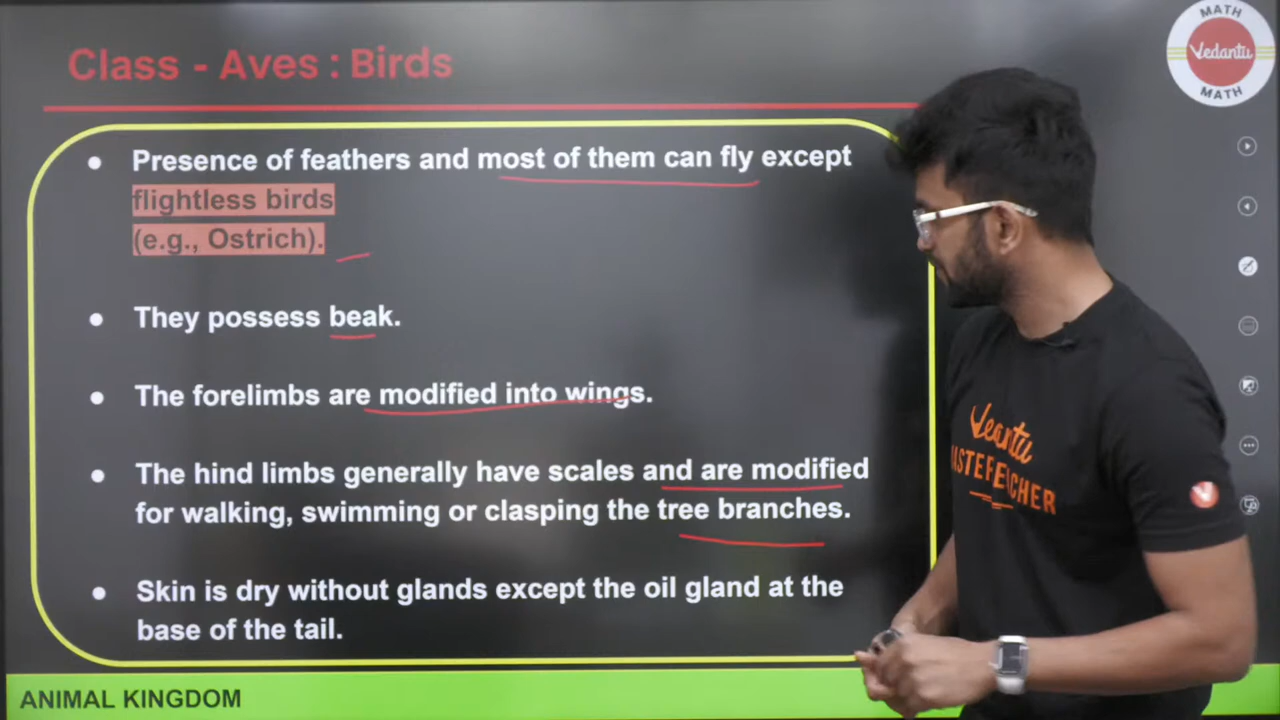 Class - Aves : Birds
MATH
Vedantu
MATH
Presence of feathers and most of them can fly except
flightless birds
(e.g., Ostrich).
They possess beak.
The forelimbs are modified into wings.
The hind limbs generally have scales and are modified
for walking, swimming or clasping the tree branches.
Skin is dry without glands except the oil gland at the
base of the tail.
Vedantu
ANIMAL KINGDOM